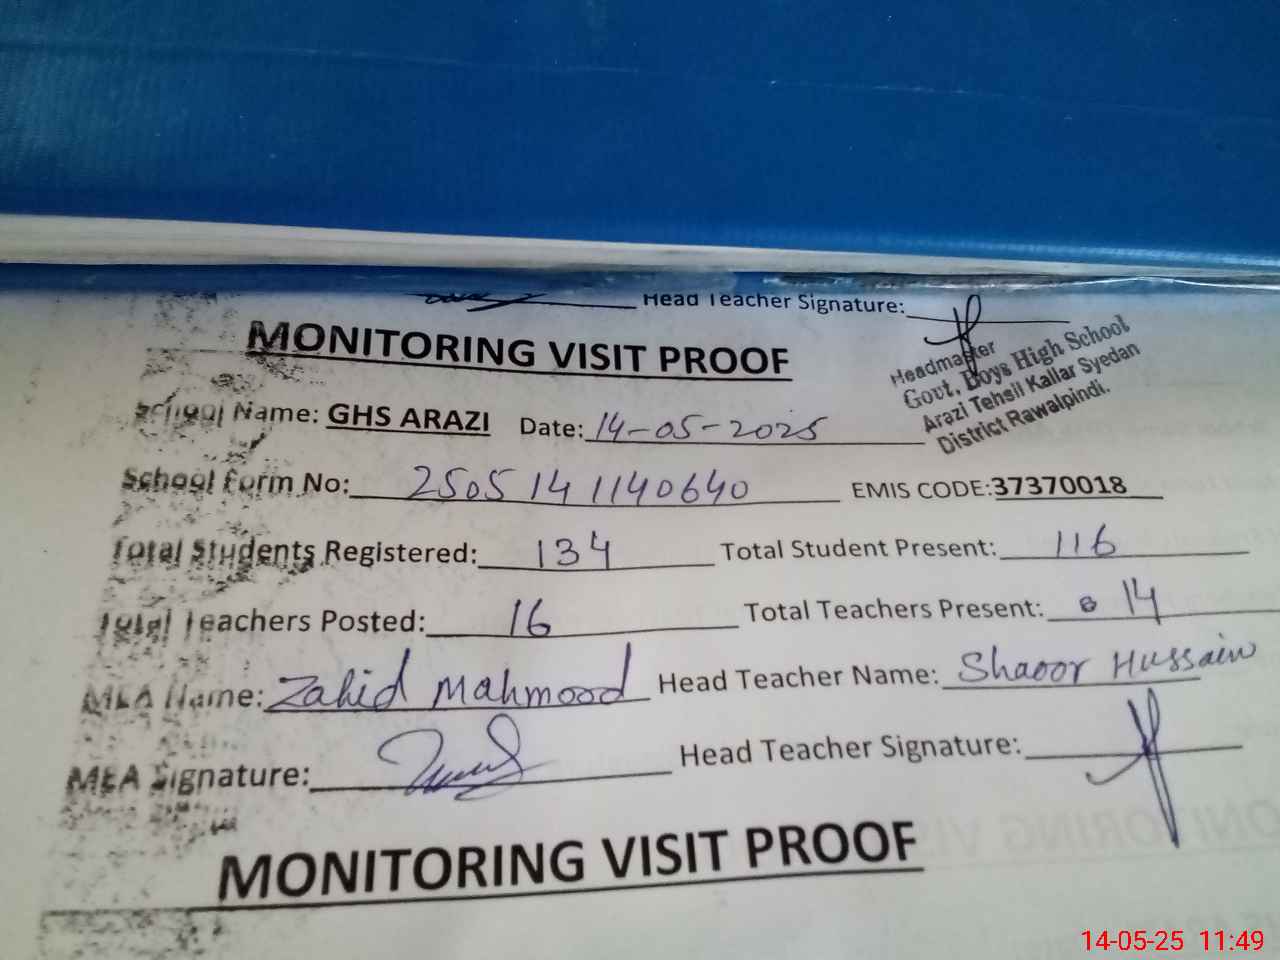 Head Teacher Signature:
MONITORING VISIT PROOF
Headmaster
Govt. Boys High School
Arazi Tehsil Kallar Syedan
District Rawalpindi.
School Name: GHS ARAZI Date: 14-05-2025
School Form No: 2505141140640 EMIS CODE:37370018
Total Students Registered: 134 Total Student Present: 116
Total Teachers Posted: 16 Total Teachers Present: 14
MEA Name: Zahid Mahmood Head Teacher Name: Shaoor Hussain
MEA Signature: Head Teacher Signature:
MONITORING VISIT PROOF
14-05-25 11:49